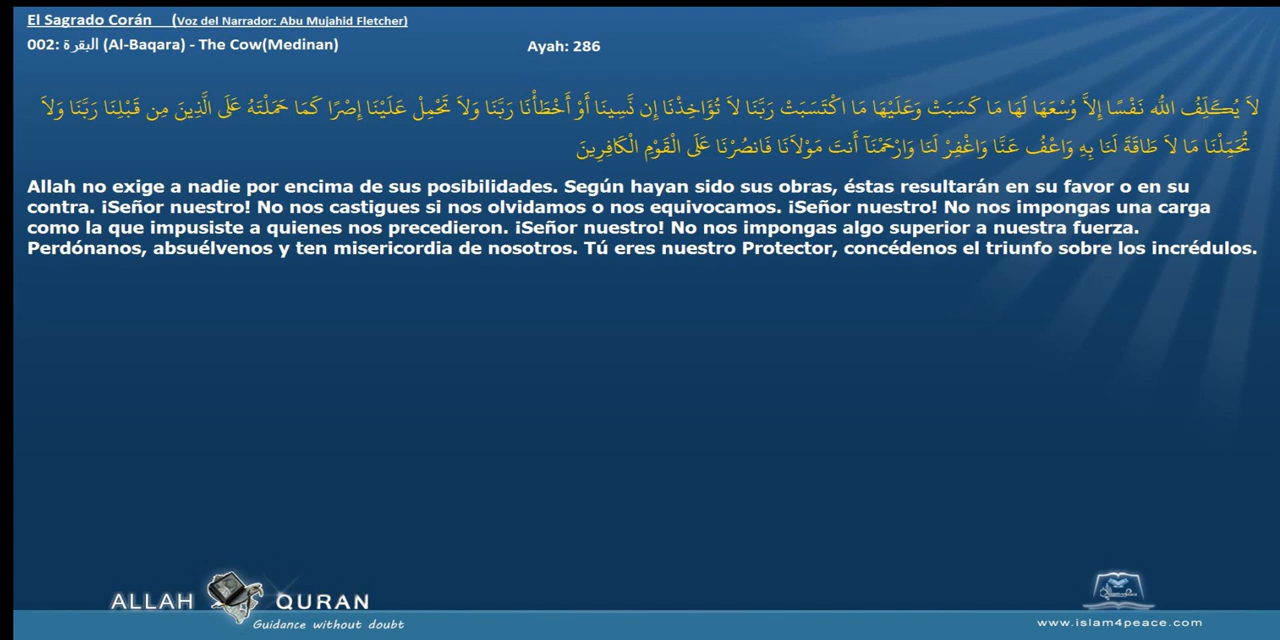 El Sagrado Corán (Voz del Narrador: Abu Mujahid Fletcher)
002: البقرة (Al-Baqara) - The Cow(Medinan) Ayah: 286
لاَ يُكَلِّفُ اللّهُ نَفْسًا إِلاَّ وُسْعَهَا لَهَا مَا كَسَبَتْ وَعَلَيْهَا مَا اكْتَسَبَتْ رَبَّنَا لاَ تُؤَاخِذْنَا إِن نَّسِينَا أَوْ أَخْطَأْنَا رَبَّنَا وَلاَ تَحْمِلْ عَلَيْنَا إِصْرًا كَمَا حَمَلْتَهُ عَلَى الَّذِينَ مِن قَبْلِنَا رَبَّنَا وَلاَ
تُحَمِّلْنَا مَا لاَ طَاقَةَ لَنَا بِهِ وَاعْفُ عَنَّا وَاغْفِرْ لَنَا وَارْحَمْنَآ أَنتَ مَوْلاَنَا فَانصُرْنَا عَلَى الْقَوْمِ الْكَافِرِينَ
Allah no exige a nadie por encima de sus posibilidades. Según hayan sido sus obras, éstas resultarán en su favor o en su
contra. ¡Señor nuestro! No nos castigues si nos olvidamos o nos equivocamos. ¡Señor nuestro! No nos impongas una carga
como la que impusiste a quienes nos precedieron. ¡Señor nuestro! No nos impongas algo superior a nuestra fuerza.
Perdónanos, absuélvenos y ten misericordia de nosotros. Tú eres nuestro Protector, concédenos el triunfo sobre los incrédulos.
ALLAH QURAN
Guidance without doubt
www.islam4peace.com